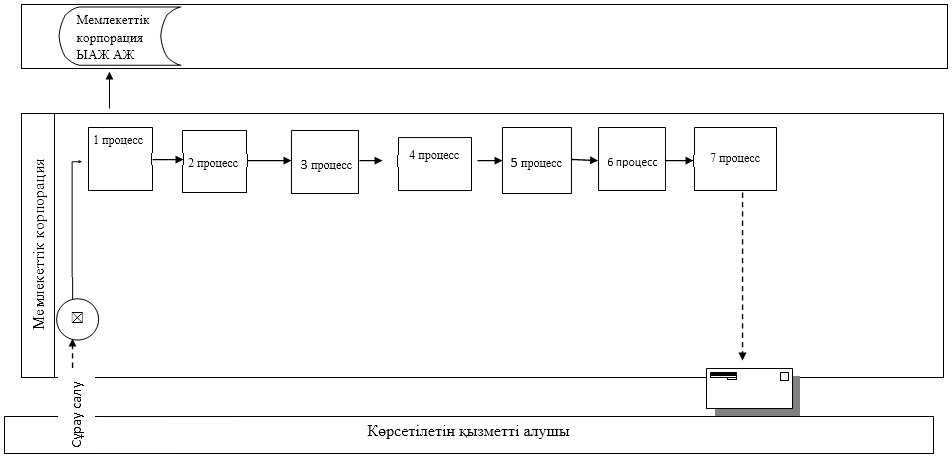 Мемлекеттік
корпорация
ЫАЖ АЖ
1 процесс
2 процесс
3 процесс
4 процесс
5 процесс
6 процесс
7 процесс
Мемлекеттік корпорация
Сұрау салу
Көрсетілетін қызметті алушы